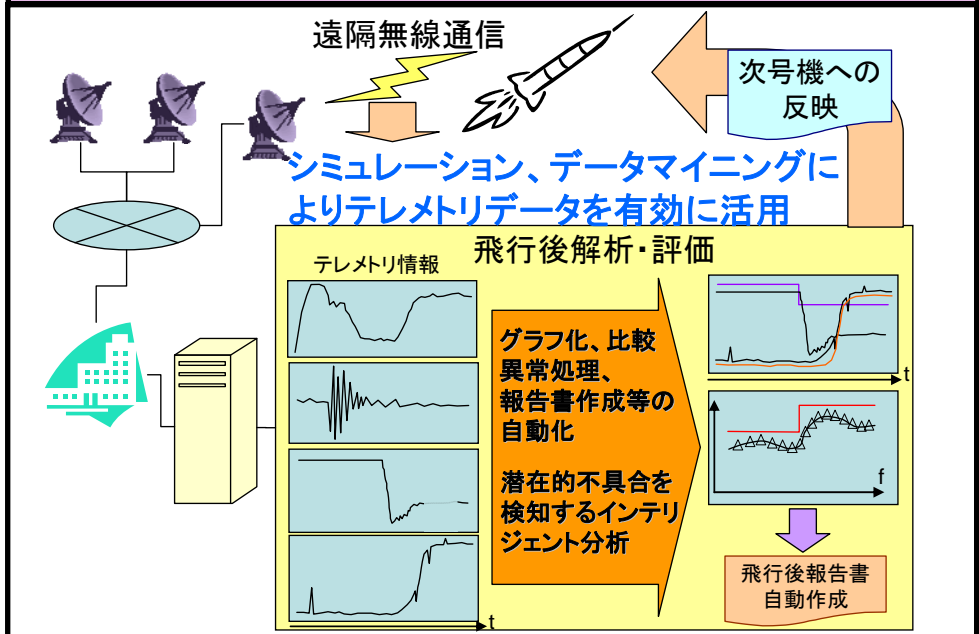 遠隔無線通信
次号機への
反映
シミュレーション、データマイニングに
よりテレメトリデータを有効に活用
飛行後解析・評価
テレメトリ情報
グラフ化、比較
異常処理、
報告書作成等の
自動化
潜在的不具合を
検知するインテリ
ジェント分析
t
t
f
飛行後報告書
自動作成